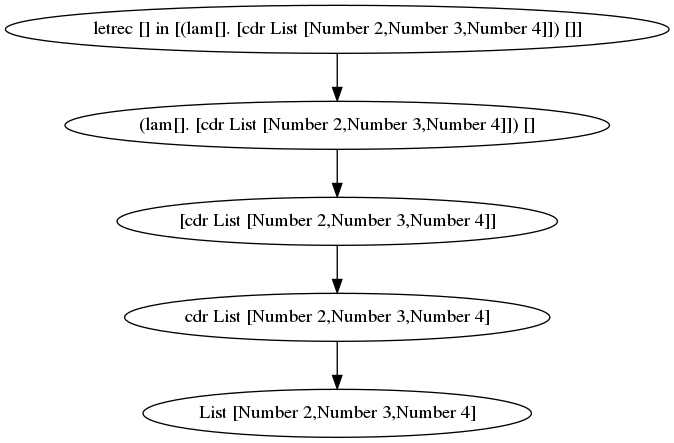 letrec [] in [(lam[]. [cdr List [Number 2,Number 3,Number 4]]) []]
(lam[]. [cdr List [Number 2,Number 3,Number 4]]) []
[cdr List [Number 2,Number 3,Number 4]]
cdr List [Number 2,Number 3,Number 4]
List [Number 2,Number 3,Number 4]